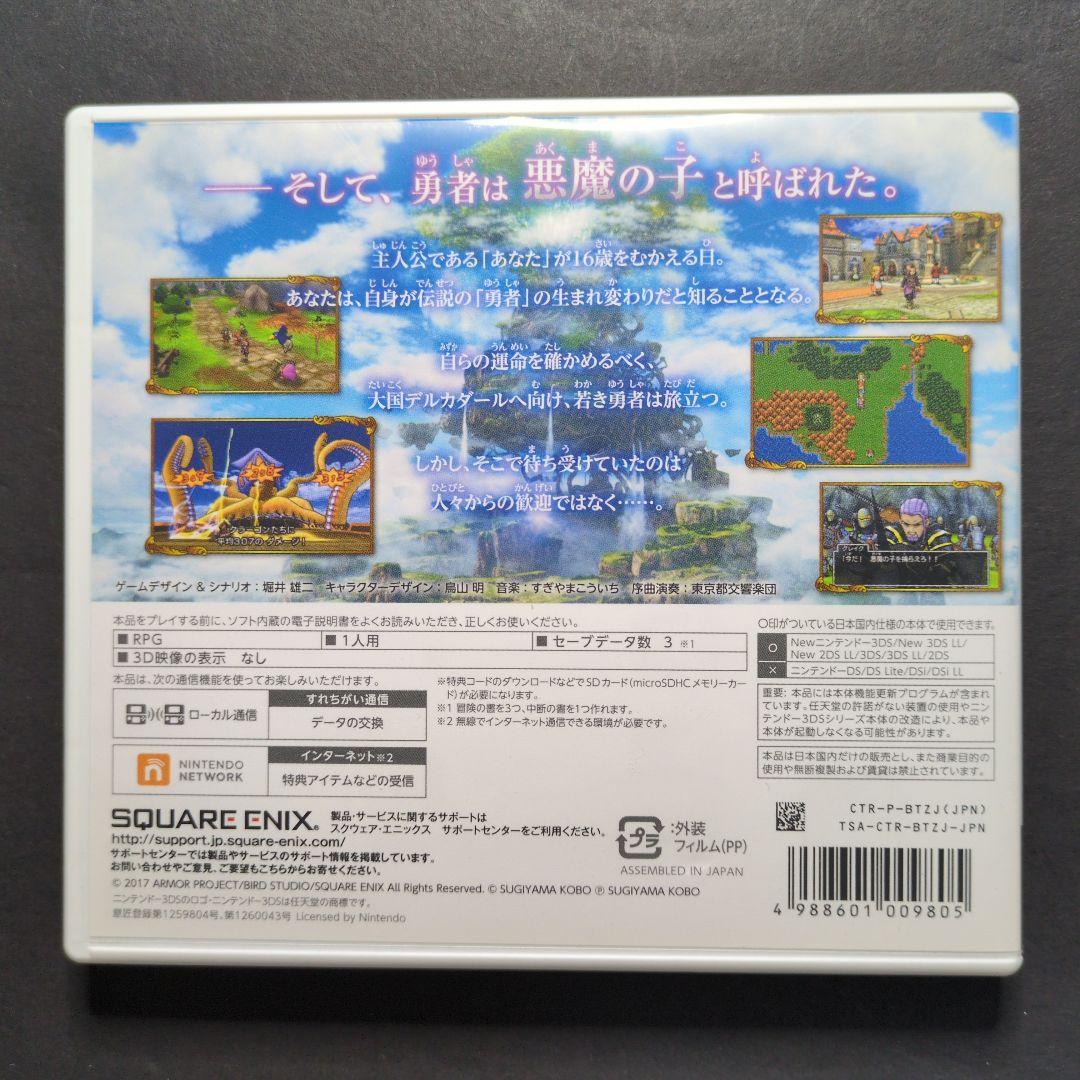 ── そして、勇者は 悪魔の子 と呼ばれた。
主人公である「あなた」が16歳をむかえる日。
あなたは、自身が伝説の「勇者」の生まれ変わりだと知ることとなる。
自らの運命を確かめるべく、
大国デルカダールへ向け、若き勇者は旅立つ。
しかし、そこで待ち受けていたのは
人々からの歓迎ではなく……。
307
308
313
クラーゴンたちに
平均307の ダメージ！
グレイグ
「今だ！ 悪魔の子を捕らえろ！！
ゲームデザイン & シナリオ：堀井 雄二 キャラクターデザイン：鳥山 明 音楽：すぎやまこういち 序曲演奏：東京都交響楽団
本品をプレイする前に、ソフト内蔵の電子説明書をよくお読みいただき、正しくお使いください。
■ RPG ■ 1人用 ■ セーブデータ数 3 ※1
■ 3D映像の表示 なし
本品は、次の通信機能を使ってお楽しみいただけます。
ローカル通信
すれちがい通信
データの交換
NINTENDO
NETWORK
インターネット※2
特典アイテムなどの受信
※特典コードのダウンロードなどでSDカード(microSDHCメモリーカー
ド)が必要になります。
※1 冒険の書を3つ、中断の書を1つ作れます。
※2 無線でインターネット通信できる環境が必要です。
○印がついている日本国内仕様の本体で使用できます。
○ Newニンテンドー3DS/New 3DS LL/
New 2DS LL/3DS/3DS LL/2DS
× ニンテンドーDS/DS Lite/DSi/DSi LL
重要：本品には本体機能更新プログラムが含まれ
ています。任天堂の許諾がない装置の使用やニン
テンドー3DSシリーズ本体の改造により、本品や
本体が起動しなくなる可能性があります。
本品は日本国内だけの販売とし、また商業目的の
使用や無断複製および賃貸は禁止されています。
SQUARE ENIX®
製品・サービスに関するサポートは
スクウェア・エニックス サポートセンターをご利用ください。
http://support.jp.square-enix.com/
サポートセンターでは製品やサービスのサポート情報を掲載しています。
お問い合わせやご意見、ご要望もこちらからお寄せください。
© 2017 ARMOR PROJECT/BIRD STUDIO/SQUARE ENIX All Rights Reserved. © SUGIYAMA KOBO ℗ SUGIYAMA KOBO
ニンテンドー3DSのロゴ・ニンテンドー3DSは任天堂の商標です。
意匠登録第1259804号、第1260043号 Licensed by Nintendo
プラ
：外装
フィルム(PP)
ASSEMBLED IN JAPAN
CTR-P-BTZJ(JPN)
TSA-CTR-BTZJ-JPN
4 988601 009805